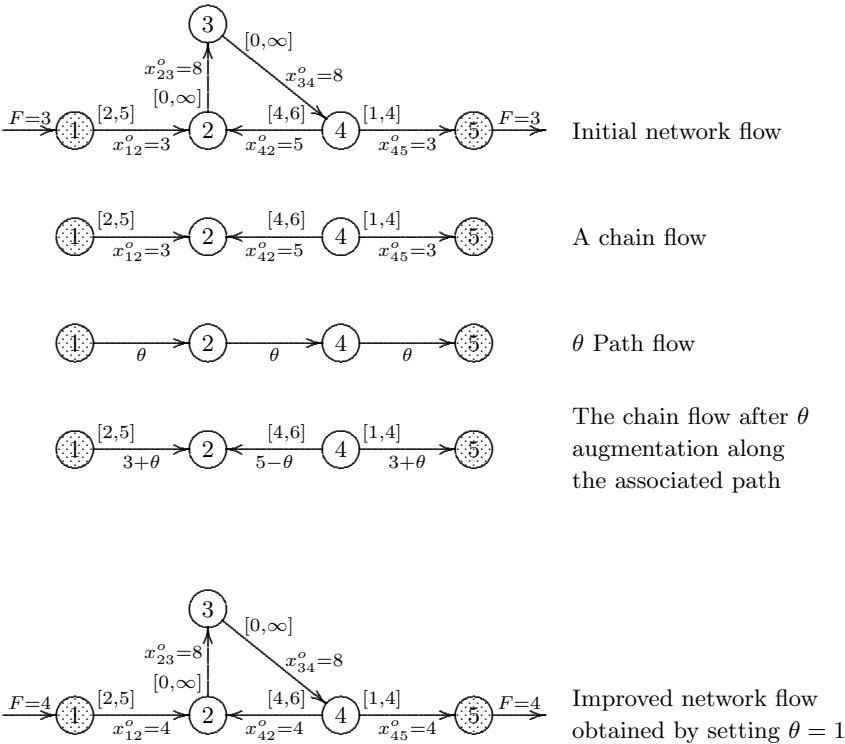 3
[0,∞]
x°₂₃=8
x°₃₄=8
[0,∞]
F=3 1 [2,5] 2 [4,6] 4 [1,4] 5 F=3
x°₁₂=3 x°₄₂=5 x°₄₅=3
Initial network flow
1 [2,5] 2 [4,6] 4 [1,4] 5
x°₁₂=3 x°₄₂=5 x°₄₅=3
A chain flow
1 2 4 5
θ θ θ
θ Path flow
1 [2,5] 2 [4,6] 4 [1,4] 5
3+θ 5−θ 3+θ
The chain flow after θ
augmentation along
the associated path
3
[0,∞]
x°₂₃=8
x°₃₄=8
[0,∞]
F=4 1 [2,5] 2 [4,6] 4 [1,4] 5 F=4
x°₁₂=4 x°₄₂=4 x°₄₅=4
Improved network flow
obtained by setting θ = 1